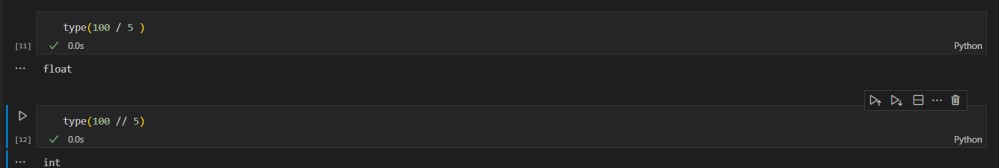 type(100 / 5 )
[11] ✓ 0.0s Python
... float
type(100 // 5)
[12] ✓ 0.0s Python
... int